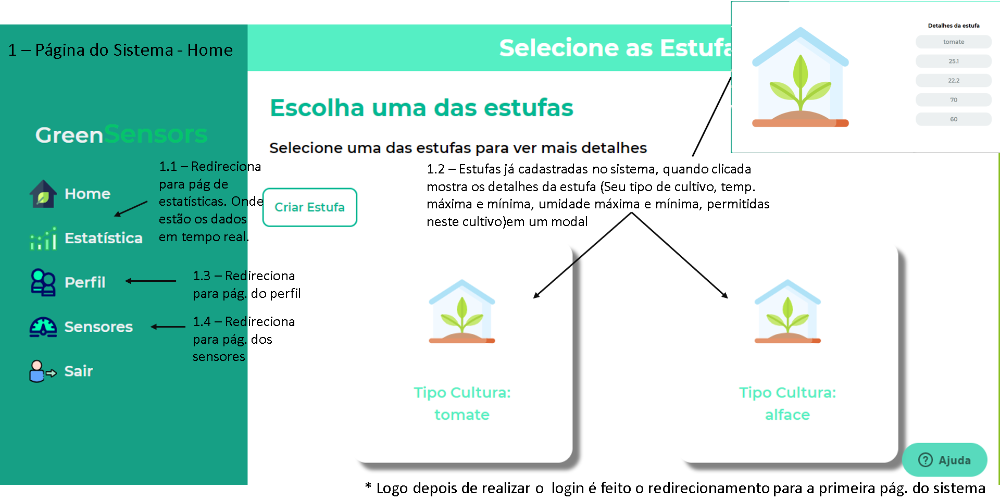 1 – Página do Sistema - Home
Selecione as Estufa
Detalhes da estufa
tomate
25.1
22.2
70
60
Escolha uma das estufas
Selecione uma das estufas para ver mais detalhes
GreenSensors
1.1 – Redireciona
para pág de
estatísticas. Onde
estão os dados
em tempo real.
Home
Estatística
Perfil
Sensores
Sair
Criar Estufa
1.2 – Estufas já cadastradas no sistema, quando clicada
mostra os detalhes da estufa (Seu tipo de cultivo, temp.
máxima e mínima, umidade máxima e mínima, permitidas
neste cultivo)em um modal
1.3 – Redireciona
para pág. do perfil
1.4 – Redireciona
para pág. dos
sensores
Tipo Cultura:
tomate
Tipo Cultura:
alface
Ajuda
* Logo depois de realizar o  login é feito o redirecionamento para a primeira pág. do sistema